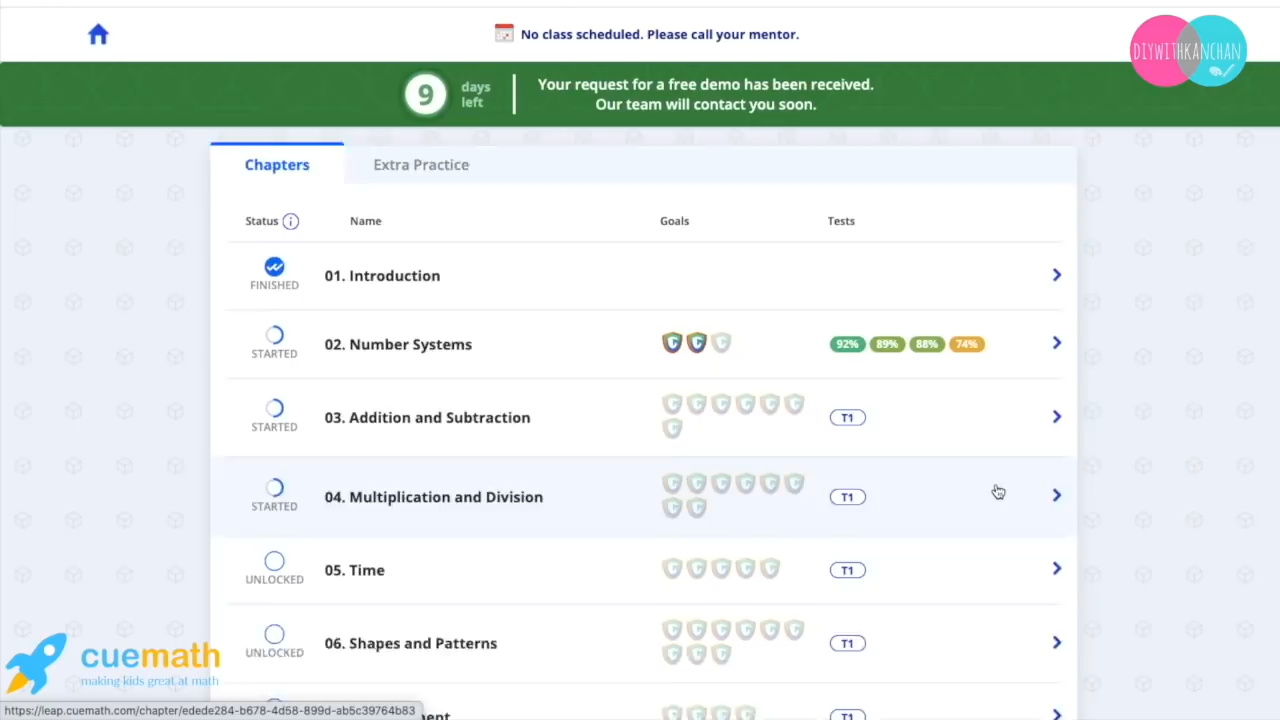 No class scheduled. Please call your mentor.
DIYWITHKANCHAN
9 days left
Your request for a free demo has been received.
Our team will contact you soon.
Chapters Extra Practice
Status Name Goals Tests
FINISHED 01. Introduction
STARTED 02. Number Systems 92% 89% 88% 74%
STARTED 03. Addition and Subtraction T1
STARTED 04. Multiplication and Division T1
UNLOCKED 05. Time T1
UNLOCKED 06. Shapes and Patterns T1
cuemath
making kids great at math
https://leap.cuemath.com/chapter/edede284-b678-4d58-899d-ab5c39764b83
T1